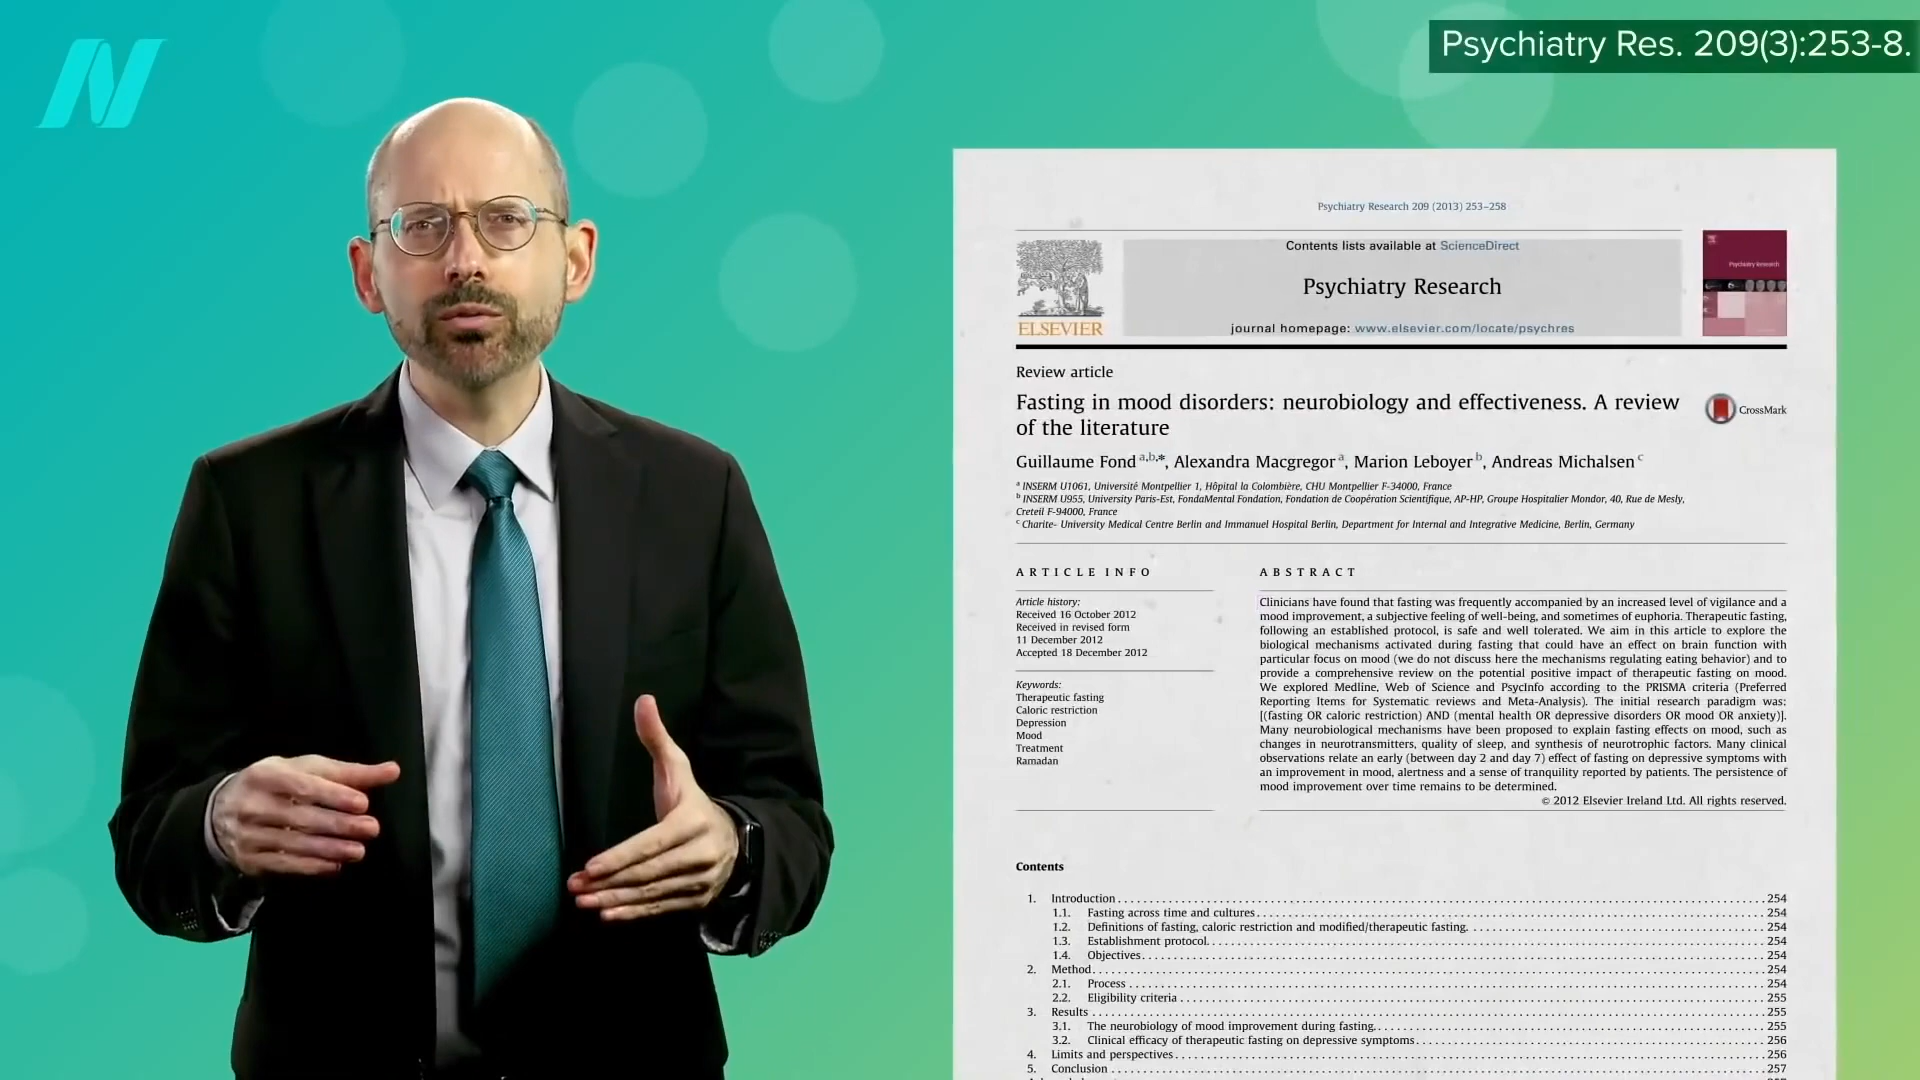 N
Psychiatry Res. 209(3):253-8.
Psychiatry Research 209 (2013) 253–258
Contents lists available at ScienceDirect
Psychiatry Research
journal homepage: www.elsevier.com/locate/psychres
ELSEVIER
Psychiatry Research
Review article
Fasting in mood disorders: neurobiology and effectiveness. A review
of the literature
CrossMark
Guillaume Fond a,b,*, Alexandra Macgregor a, Marion Leboyer b, Andreas Michalsen c
a INSERM U1061, Université Montpellier 1, Hôpital la Colombière, CHU Montpellier F-34000, France
b INSERM U955, University Paris-Est, FondaMental Fondation, Fondation de Coopération Scientifique, AP-HP, Groupe Hospitalier Mondor, 40, Rue de Mesly,
Creteil F-94000, France
c Charite- University Medical Centre Berlin and Immanuel Hospital Berlin, Department for Internal and Integrative Medicine, Berlin, Germany
ARTICLE INFO
Article history:
Received 16 October 2012
Received in revised form
11 December 2012
Accepted 18 December 2012
Keywords:
Therapeutic fasting
Caloric restriction
Depression
Mood
Treatment
Ramadan
ABSTRACT
Clinicians have found that fasting was frequently accompanied by an increased level of vigilance and a
mood improvement, a subjective feeling of well-being, and sometimes of euphoria. Therapeutic fasting,
following an established protocol, is safe and well tolerated. We aim in this article to explore the
biological mechanisms activated during fasting that could have an effect on brain function with
particular focus on mood (we do not discuss here the mechanisms regulating eating behavior) and to
provide a comprehensive review on the potential positive impact of therapeutic fasting on mood.
We explored Medline, Web of Science and PsycInfo according to the PRISMA criteria (Preferred
Reporting Items for Systematic reviews and Meta-Analysis). The initial research paradigm was:
[(fasting OR caloric restriction) AND (mental health OR depressive disorders OR mood OR anxiety)].
Many neurobiological mechanisms have been proposed to explain fasting effects on mood, such as
changes in neurotransmitters, quality of sleep, and synthesis of neurotrophic factors. Many clinical
observations relate an early (between day 2 and day 7) effect of fasting on depressive symptoms with
an improvement in mood, alertness and a sense of tranquility reported by patients. The persistence of
mood improvement over time remains to be determined.
© 2012 Elsevier Ireland Ltd. All rights reserved.
Contents
1. Introduction 254
1.1. Fasting across time and cultures 254
1.2. Definitions of fasting, caloric restriction and modified/therapeutic fasting. 254
1.3. Establishment protocol 254
1.4. Objectives 254
2. Method 254
2.1. Process 254
2.2. Eligibility criteria 255
3. Results 255
3.1. The neurobiology of mood improvement during fasting. 255
3.2. Clinical efficacy of therapeutic fasting on depressive symptoms 256
4. Limits and perspectives 256
5. Conclusion 257